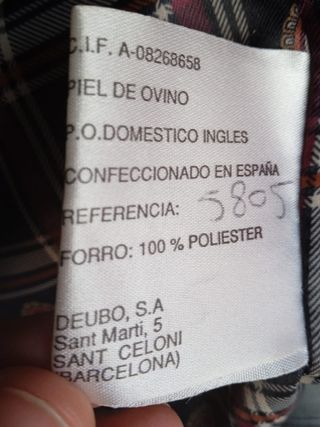 C.I.F. A-08268658
PIEL DE OVINO
P.O.DOMESTICO INGLES
CONFECCIONADO EN ESPAÑA
REFERENCIA: 5805
FORRO: 100 % POLIESTER
DEUBO, S.A
Sant Marti, 5
SANT CELONI
(BARCELONA)